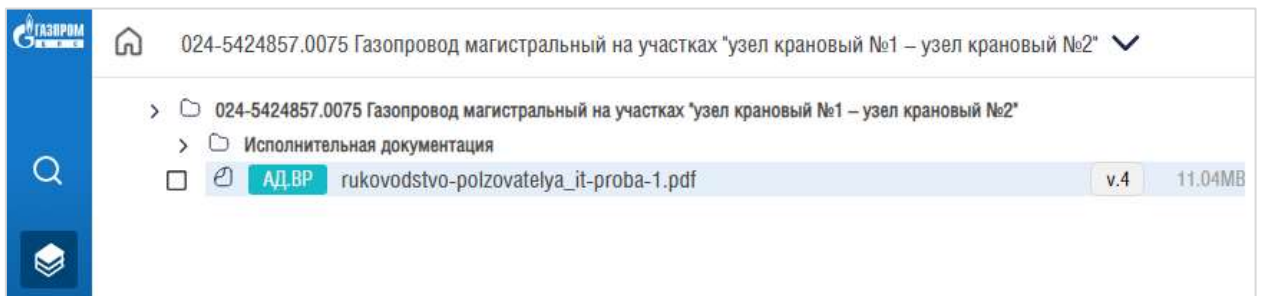 ГАЗПРОМ
024-5424857.0075 Газопровод магистральный на участках "узел крановый №1 – узел крановый №2"
024-5424857.0075 Газопровод магистральный на участках "узел крановый №1 – узел крановый №2"
Исполнительная документация
АД.ВР rukovodstvo-polzovatelya_it-proba-1.pdf v.4 11.04MB